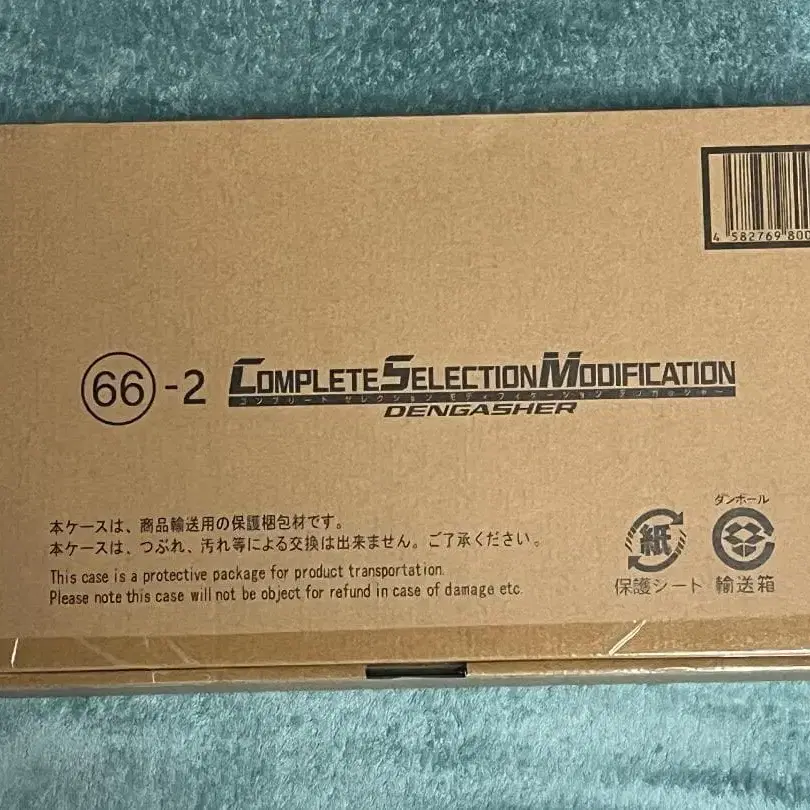 4 582769 800
66-2 COMPLETE SELECTION MODIFICATION
コンプリート セレクション モディフィケーション デンガッシャー
DENGASHER
本ケースは、商品輸送用の保護梱包材です。
本ケースは、つぶれ、汚れ等による交換は出来ません。ご了承ください。
This case is a protective package for product transportation.
Please note this case will not be object for refund in case of damage etc.
紙
保護シート
ダンボール
輸送箱